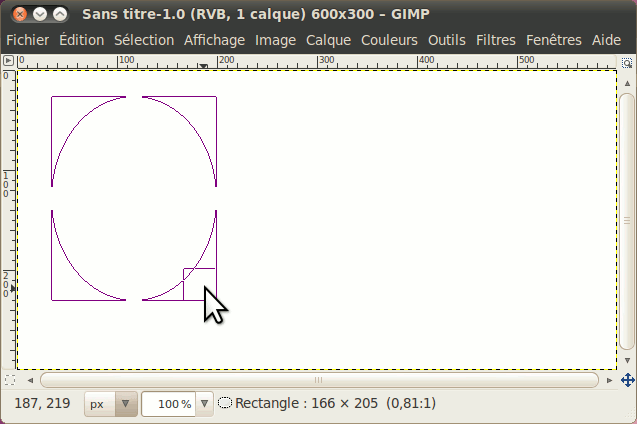 Sans titre-1.0 (RVB, 1 calque) 600x300 – GIMP
Fichier Édition Sélection Affichage Image Calque Couleurs Outils Filtres Fenêtres Aide
0 100 200 300 400 500
0
100
200
187, 219 px 100 % Rectangle : 166 × 205 (0,81:1)